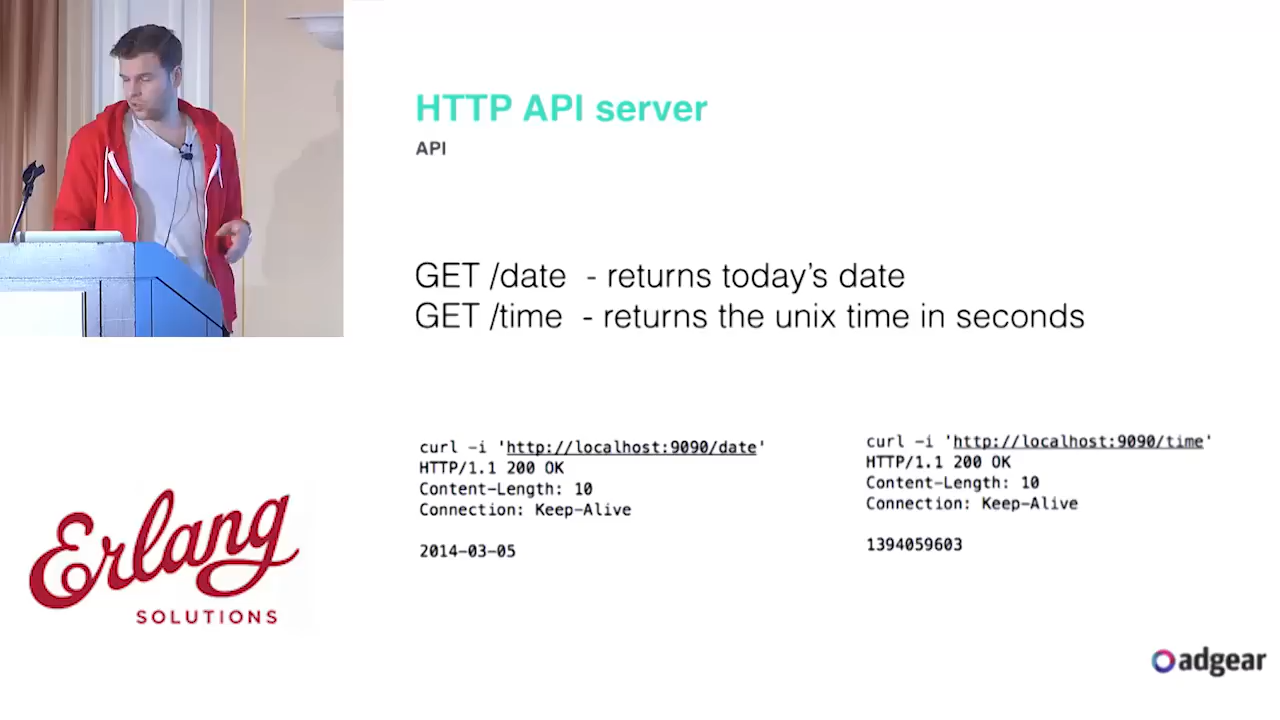 HTTP API server
API
GET /date - returns today's date
GET /time - returns the unix time in seconds
curl -i 'http://localhost:9090/date'
HTTP/1.1 200 OK
Content-Length: 10
Connection: Keep-Alive
2014-03-05
curl -i 'http://localhost:9090/time'
HTTP/1.1 200 OK
Content-Length: 10
Connection: Keep-Alive
1394059603
Erlang
SOLUTIONS
adgear